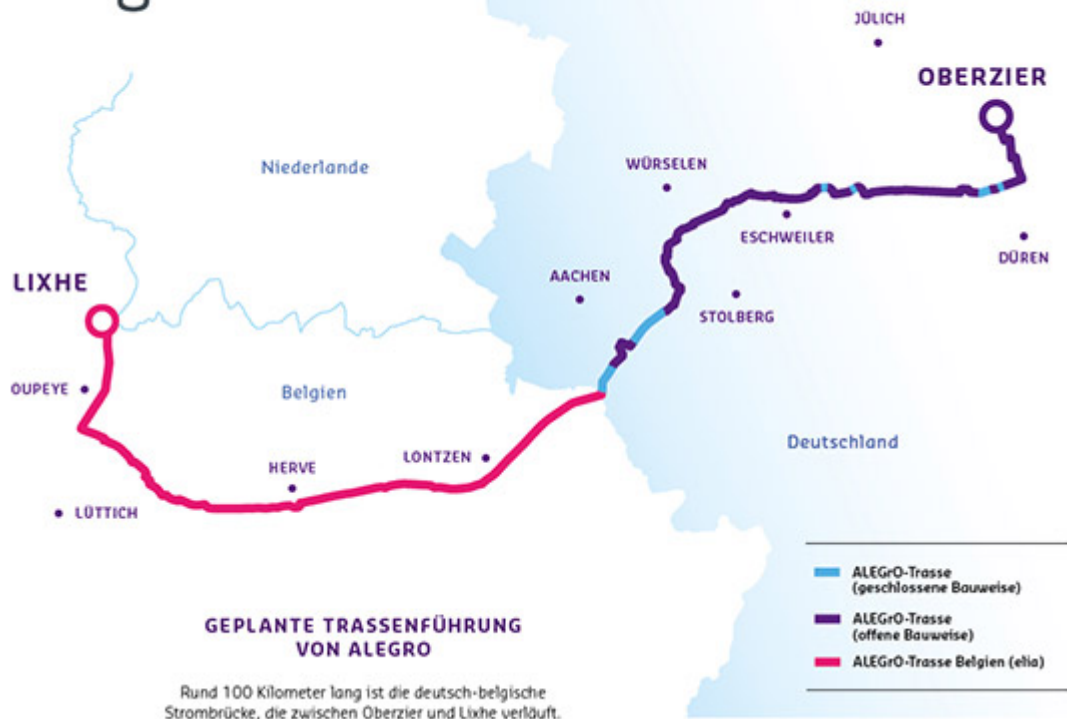 JÜLICH
OBERZIER
Niederlande
WÜRSELEN
ESCHWEILER
DÜREN
LIXHE
AACHEN
STOLBERG
OUPEYE
Belgien
Deutschland
LONTZEN
HERVE
LÜTTICH
ALEGrO-Trasse
(geschlossene Bauweise)
ALEGrO-Trasse
(offene Bauweise)
ALEGrO-Trasse Belgien (elia)
GEPLANTE TRASSENFÜHRUNG
VON ALEGRO
Rund 100 Kilometer lang ist die deutsch-belgische
Strombrücke, die zwischen Oberzier und Lixhe verläuft.